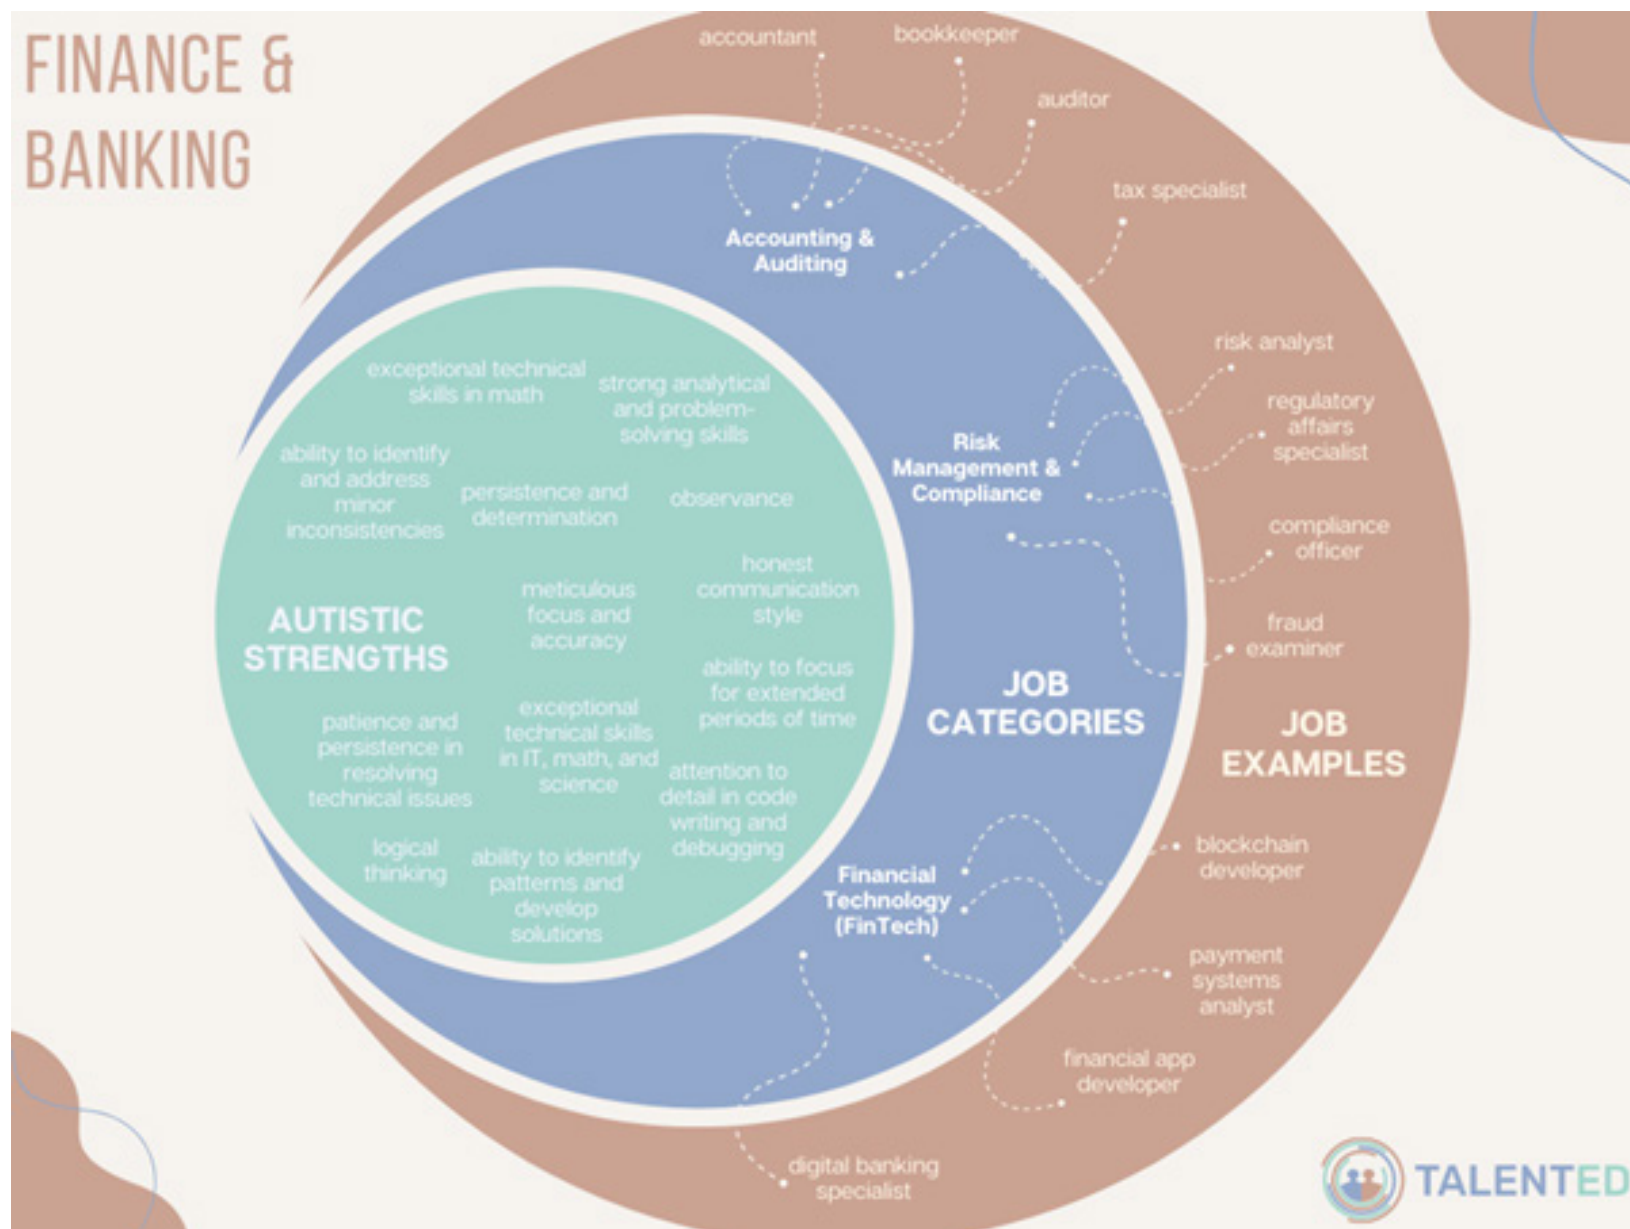 FINANCE &
BANKING
accountant
bookkeeper
auditor
tax specialist
Accounting &
Auditing
risk analyst
regulatory
affairs
specialist
Risk
Management &
Compliance
compliance
officer
fraud
examiner
exceptional technical
skills in math
strong analytical
and problem-
solving skills
ability to identify
and address
minor
inconsistencies
persistence and
determination
observance
honest
communication
style
meticulous
focus and
accuracy
AUTISTIC
STRENGTHS
ability to focus
for extended
periods of time
JOB
CATEGORIES
JOB
EXAMPLES
patience and
persistence in
resolving
technical issues
exceptional
technical skills
in IT, math, and
science
attention to
detail in code
writing and
debugging
logical
thinking
ability to identify
patterns and
develop
solutions
Financial
Technology
(FinTech)
blockchain
developer
payment
systems
analyst
financial app
developer
digital banking
specialist
TALENTED